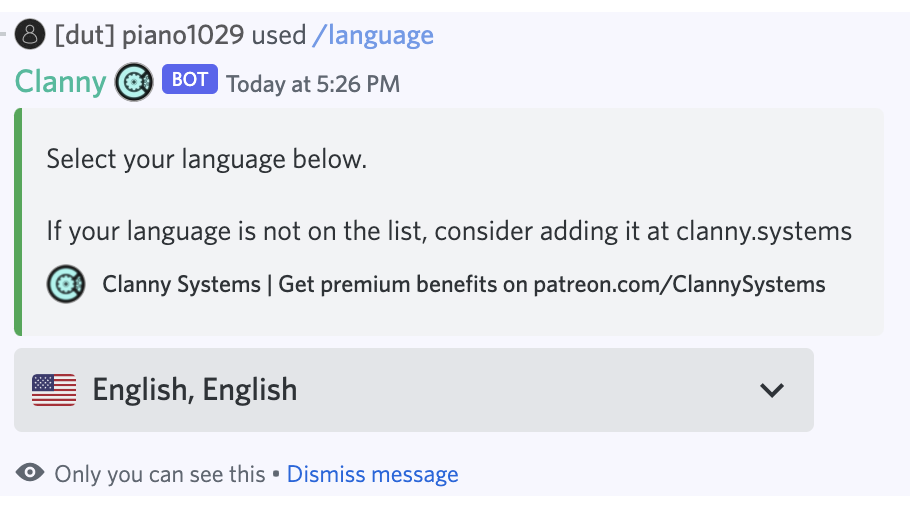 [dut] piano1029 used /language
Clanny BOT Today at 5:26 PM
Select your language below.
If your language is not on the list, consider adding it at clanny.systems
Clanny Systems | Get premium benefits on patreon.com/ClannySystems
English, English
Only you can see this • Dismiss message